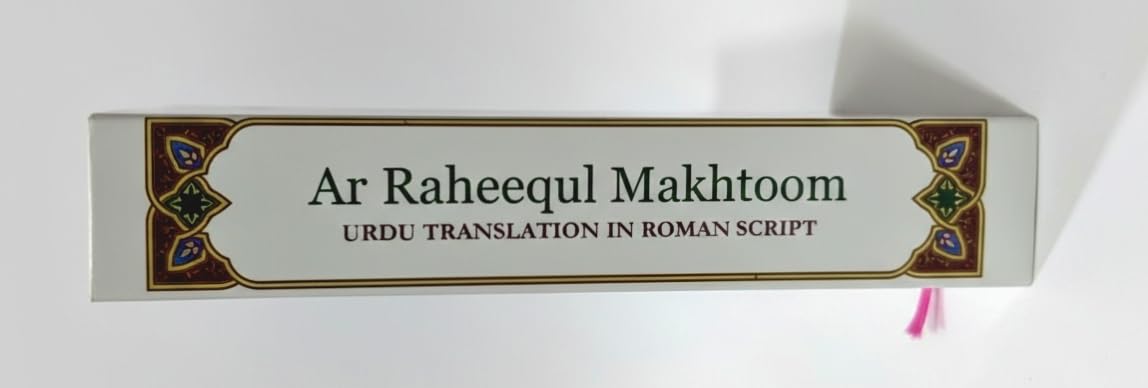 Ar Raheequl Makhtoom
URDU TRANSLATION IN ROMAN SCRIPT